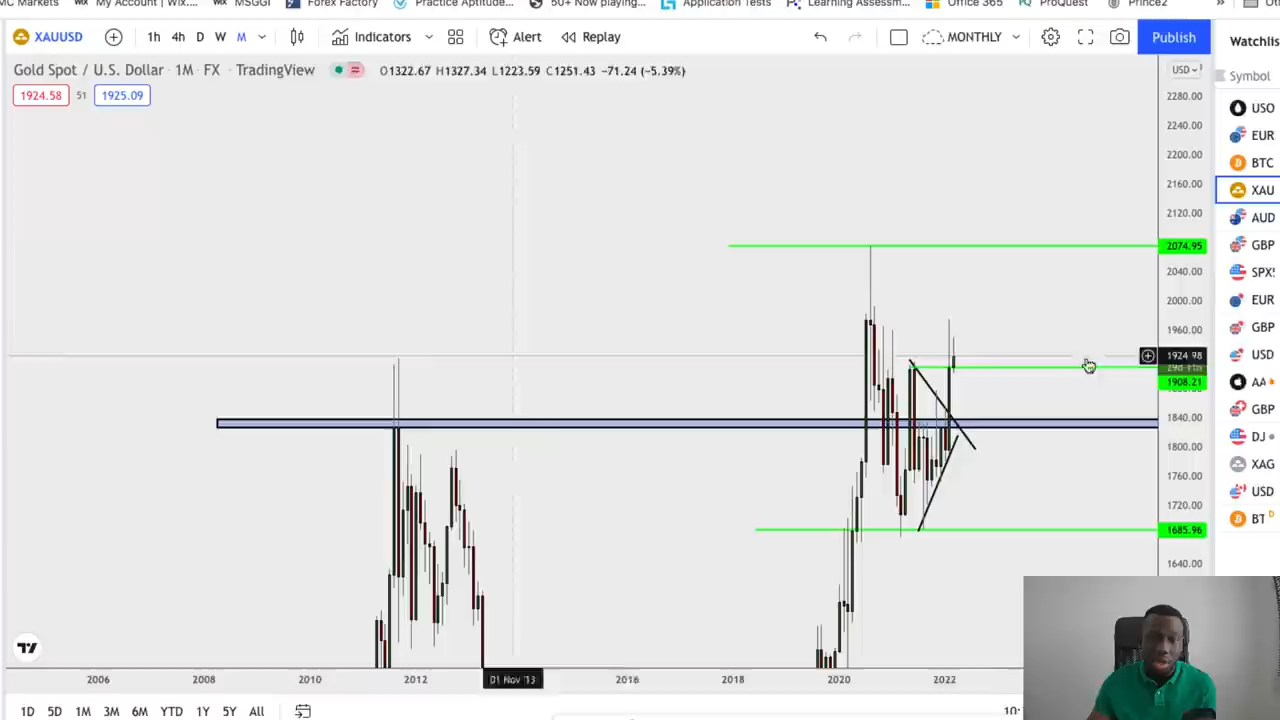 MC Markets My Account | Wix.... MSGGI Forex Factory Practice Aptitude... 50+ Now playing... Application Tests Learning Assessm... Office 365 ProQuest Prince2 »
XAUUSD 1h 4h D W M Indicators Alert Replay MONTHLY Publish
Watchlis
Gold Spot / U.S. Dollar · 1M · FX · TradingView O1322.67 H1327.34 L1223.59 C1251.43 −71.24 (−5.39%)
USD
Symbol
1924.58 51 1925.09
2280.00
2240.00
2200.00
2160.00
2120.00
2074.95
2040.00
2000.00
1960.00
1924.98
1908.21
1840.00
1800.00
1760.00
1720.00
1685.96
1640.00
USO
EUR
BTC
XAU
AUD
GBP
SPX
EUR
GBP
USD
AA
GBP
DJ
XAG
USD
BT D
2006 2008 2010 2012 01 Nov '13 2016 2018 2020 2022
1D 5D 1M 3M 6M YTD 1Y 5Y All